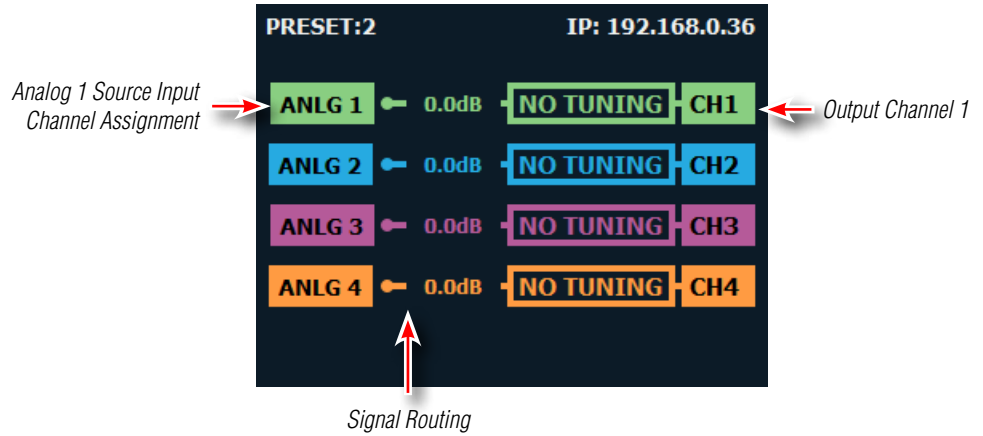 PRESET:2 IP: 192.168.0.36
Analog 1 Source Input
Channel Assignment
ANLG 1 0.0dB NO TUNING CH1
Output Channel 1
ANLG 2 0.0dB NO TUNING CH2
ANLG 3 0.0dB NO TUNING CH3
ANLG 4 0.0dB NO TUNING CH4
Signal Routing